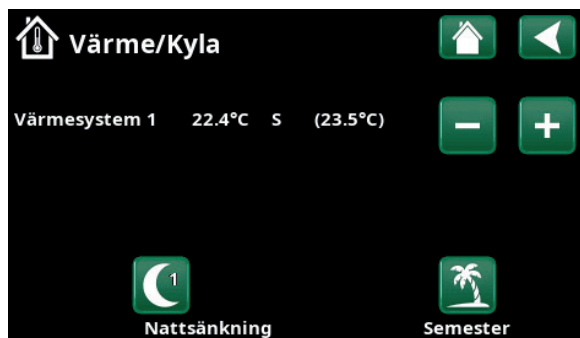 Värme/Kyla
Värmesystem 1 22.4°C S (23.5°C)
1
Nattsänkning Semester